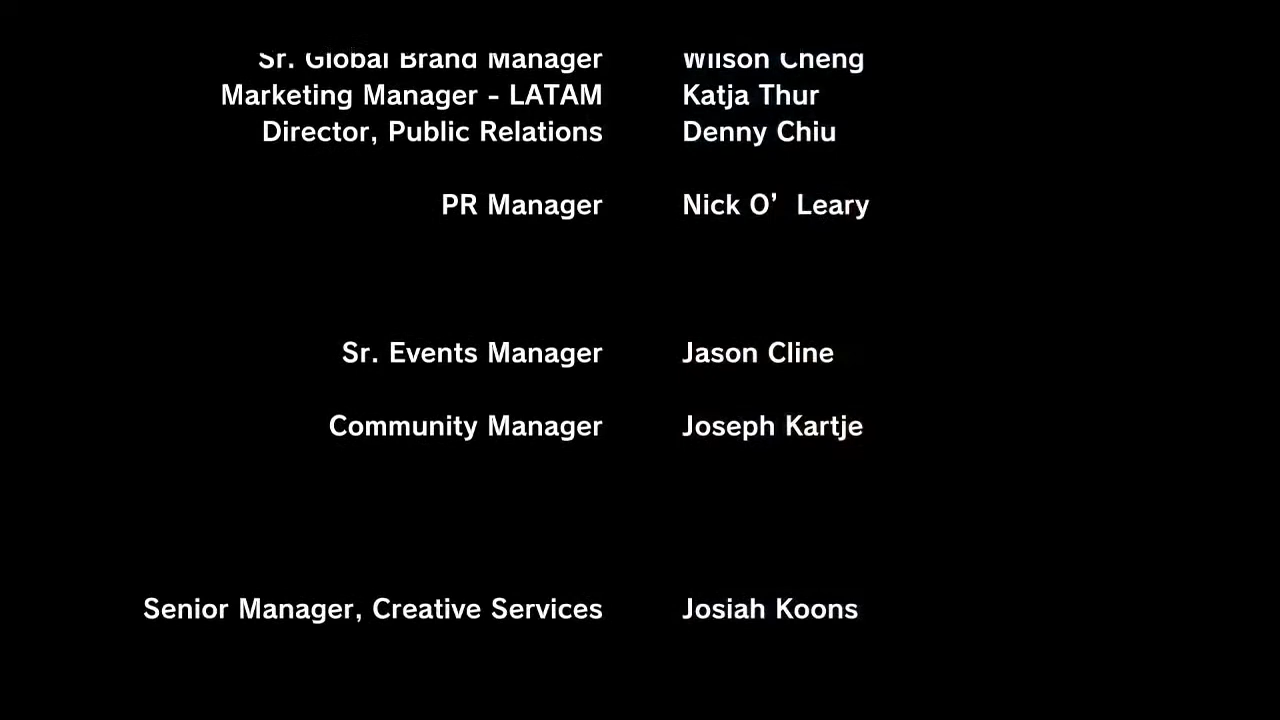 Sr. Global Brand Manager Wilson Cheng
Marketing Manager - LATAM Katja Thur
Director, Public Relations Denny Chiu
PR Manager Nick O’ Leary
Sr. Events Manager Jason Cline
Community Manager Joseph Kartje
Senior Manager, Creative Services Josiah Koons